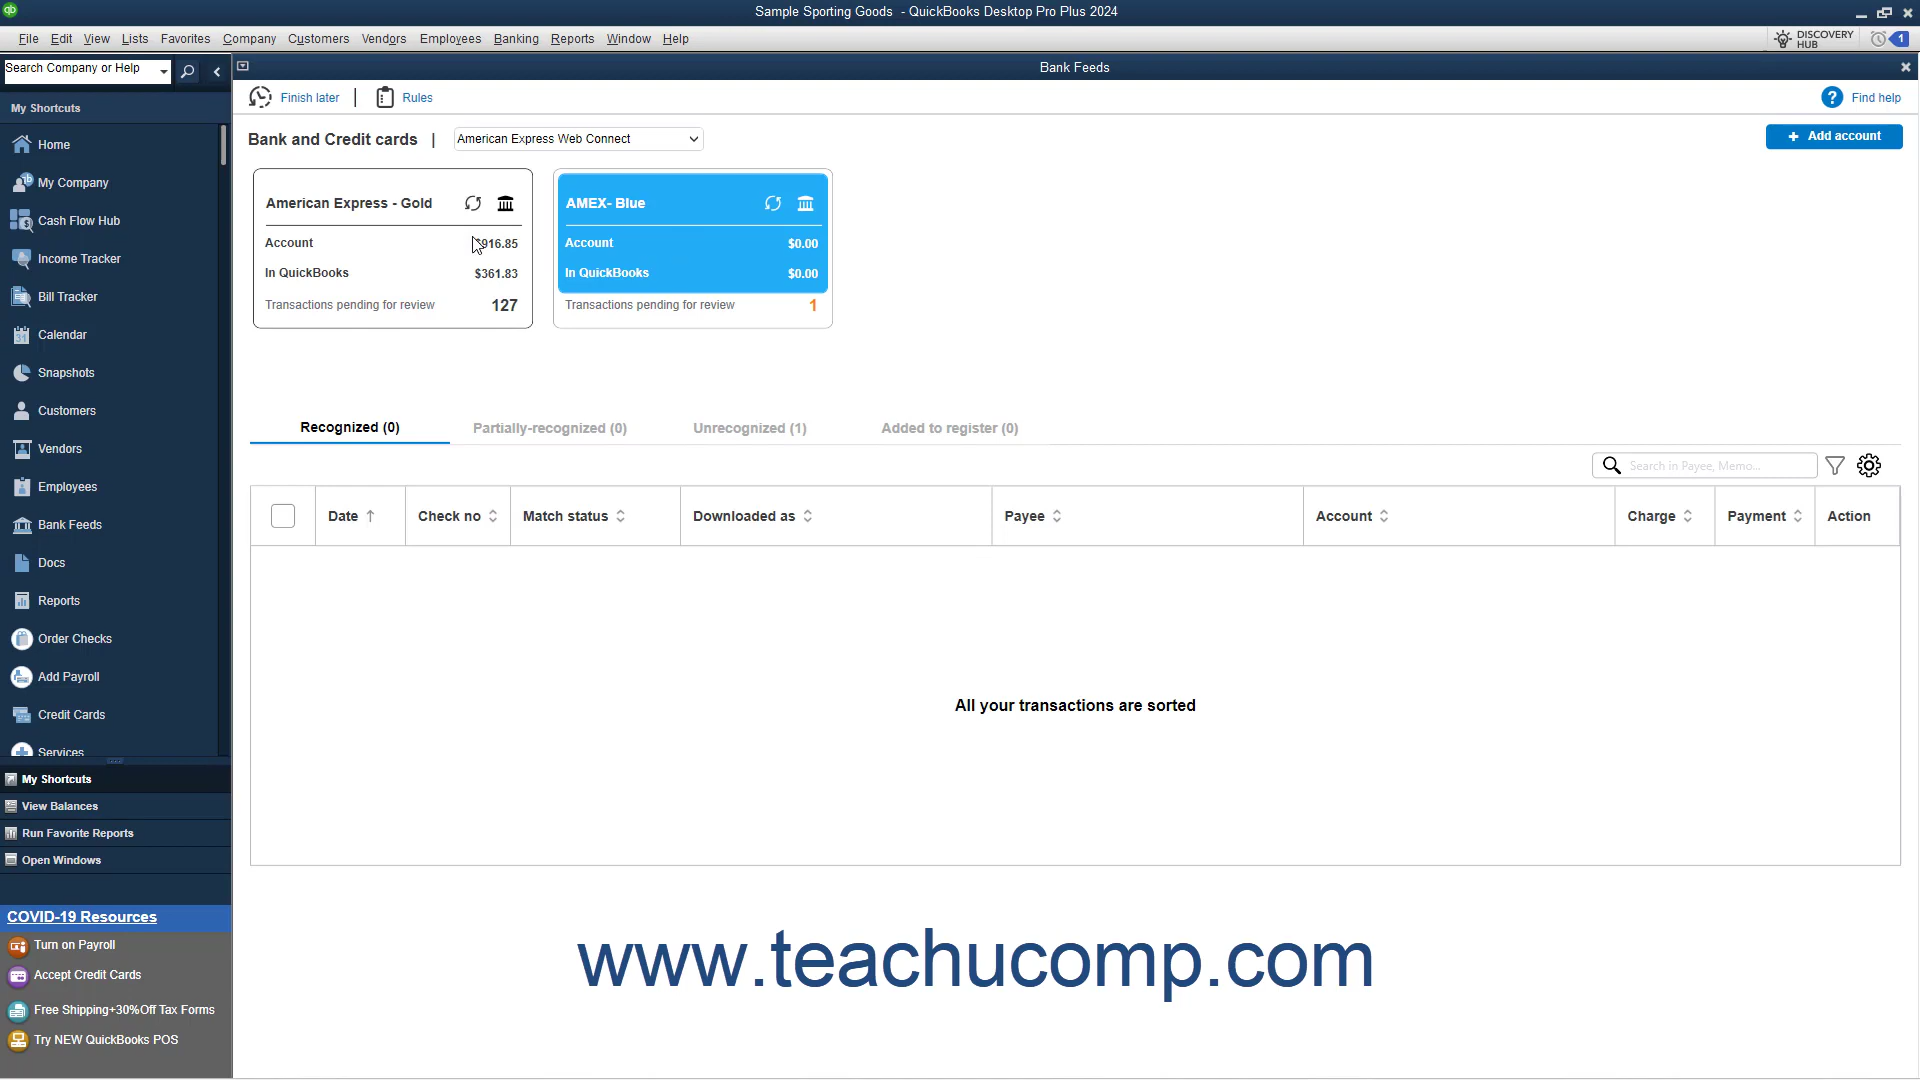 Sample Sporting Goods - QuickBooks Desktop Pro Plus 2024
File Edit View Lists Favorites Company Customers Vendors Employees Banking Reports Window Help
DISCOVERY HUB
1
Search Company or Help
Bank Feeds
Finish later | Rules
Find help
Bank and Credit cards | American Express Web Connect
+ Add account
American Express - Gold
Account $916.85
In QuickBooks $361.83
Transactions pending for review 127
AMEX- Blue
Account $0.00
In QuickBooks $0.00
Transactions pending for review 1
Recognized (0) Partially-recognized (0) Unrecognized (1) Added to register (0)
Search in Payee, Memo...
Date Check no Match status Downloaded as Payee Account Charge Payment Action
All your transactions are sorted
My Shortcuts
Home
My Company
Cash Flow Hub
Income Tracker
Bill Tracker
Calendar
Snapshots
Customers
Vendors
Employees
Bank Feeds
Docs
Reports
Order Checks
Add Payroll
Credit Cards
Services
My Shortcuts
View Balances
Run Favorite Reports
Open Windows
COVID-19 Resources
Turn on Payroll
Accept Credit Cards
Free Shipping+30%Off Tax Forms
Try NEW QuickBooks POS
www.teachucomp.com